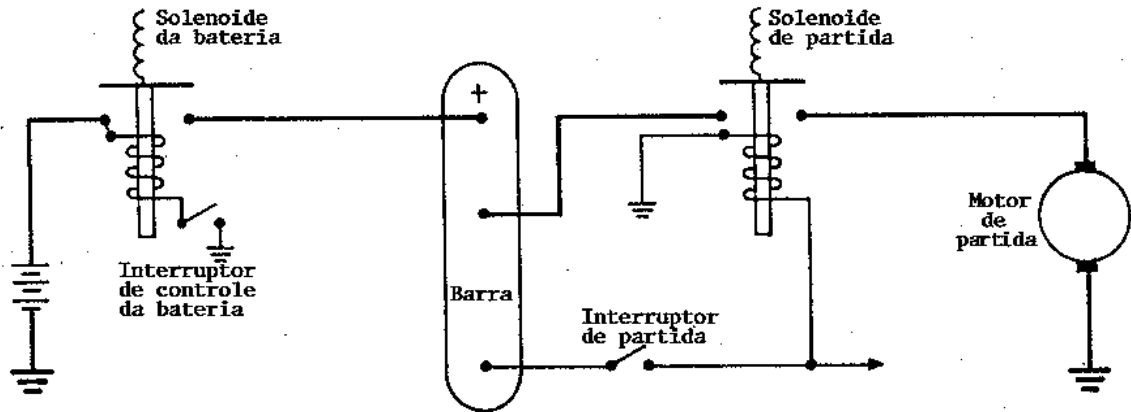 Solenoide
da bateria
Solenoide
de partida
+
Motor
de
partida
Interruptor
de controle
da bateria
Barra
Interruptor
de partida